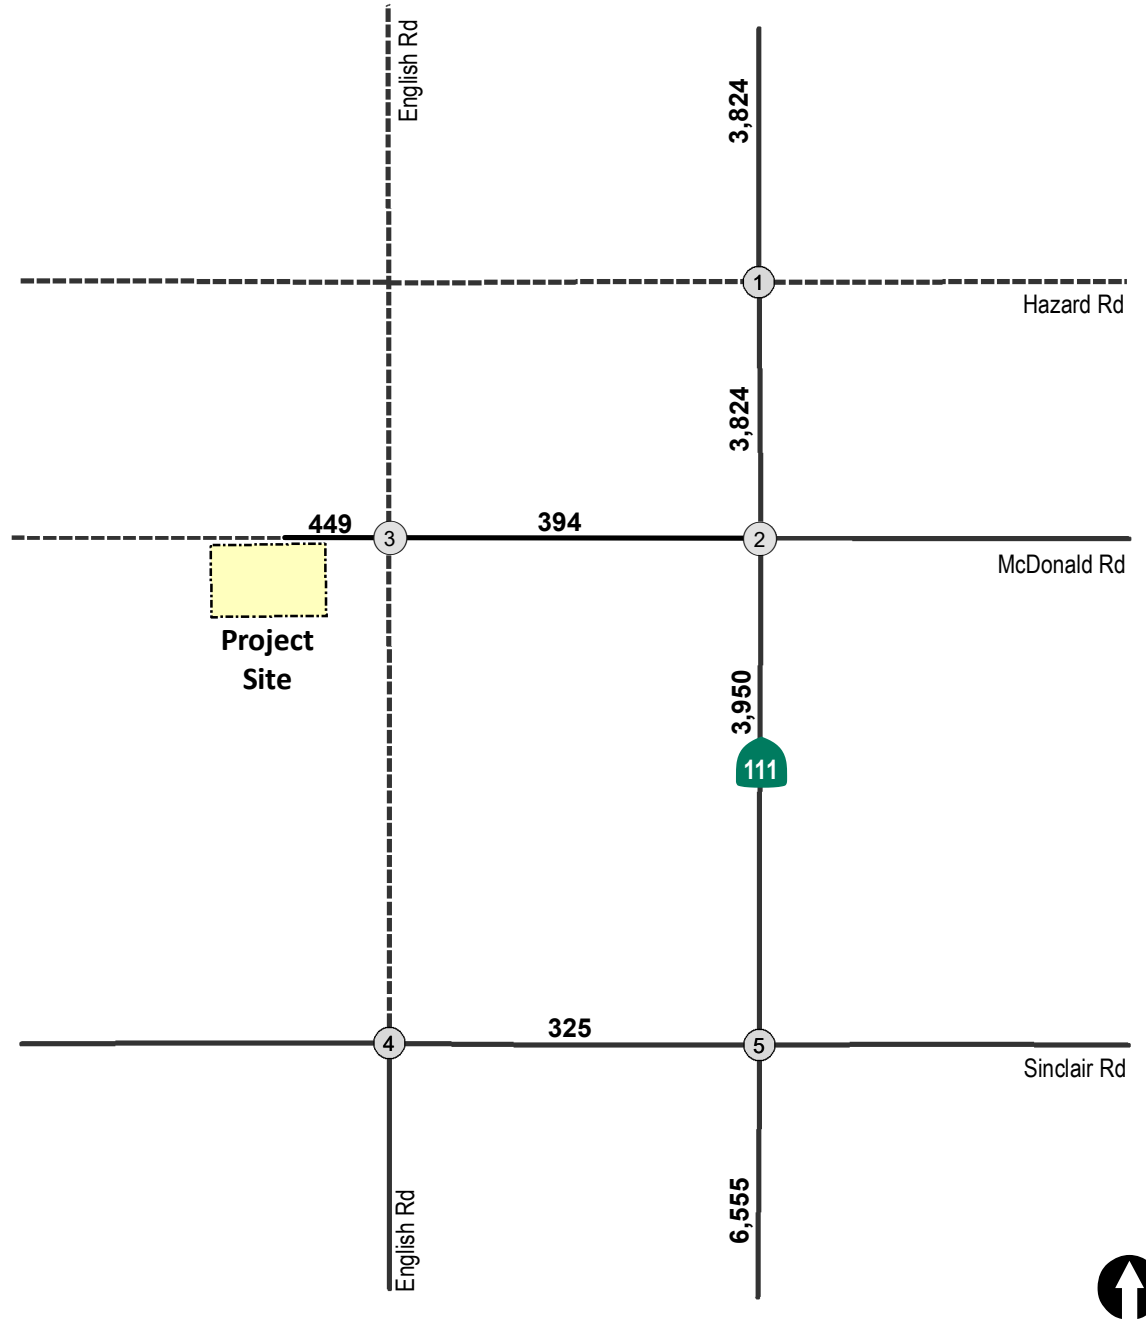 English Rd
3,824
1
Hazard Rd
3,824
449
3
394
2
McDonald Rd
Project
Site
3,950
111
4
325
5
Sinclair Rd
English Rd
6,555